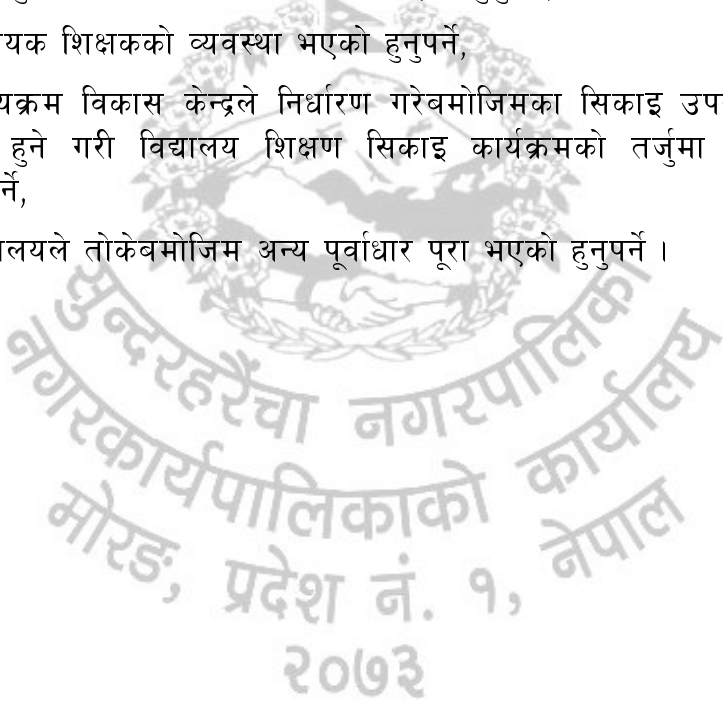 यक शिक्षकको व्यवस्था भएको हुनुपर्ने,
यक्रम विकास केन्द्रले निर्धारण गरेबमोजिमका सिकाइ उप
हुने गरी विद्यालय शिक्षण सिकाइ कार्यक्रमको तर्जुमा
र्ने,
ालयले तोकेबमोजिम अन्य पूर्वाधार पूरा भएको हुनुपर्ने ।
सुन्दरहरैंचा नगरपालिका
नगरकार्यपालिकाको कार्यालय
मोरङ, प्रदेश नं. १, नेपाल
२०७३